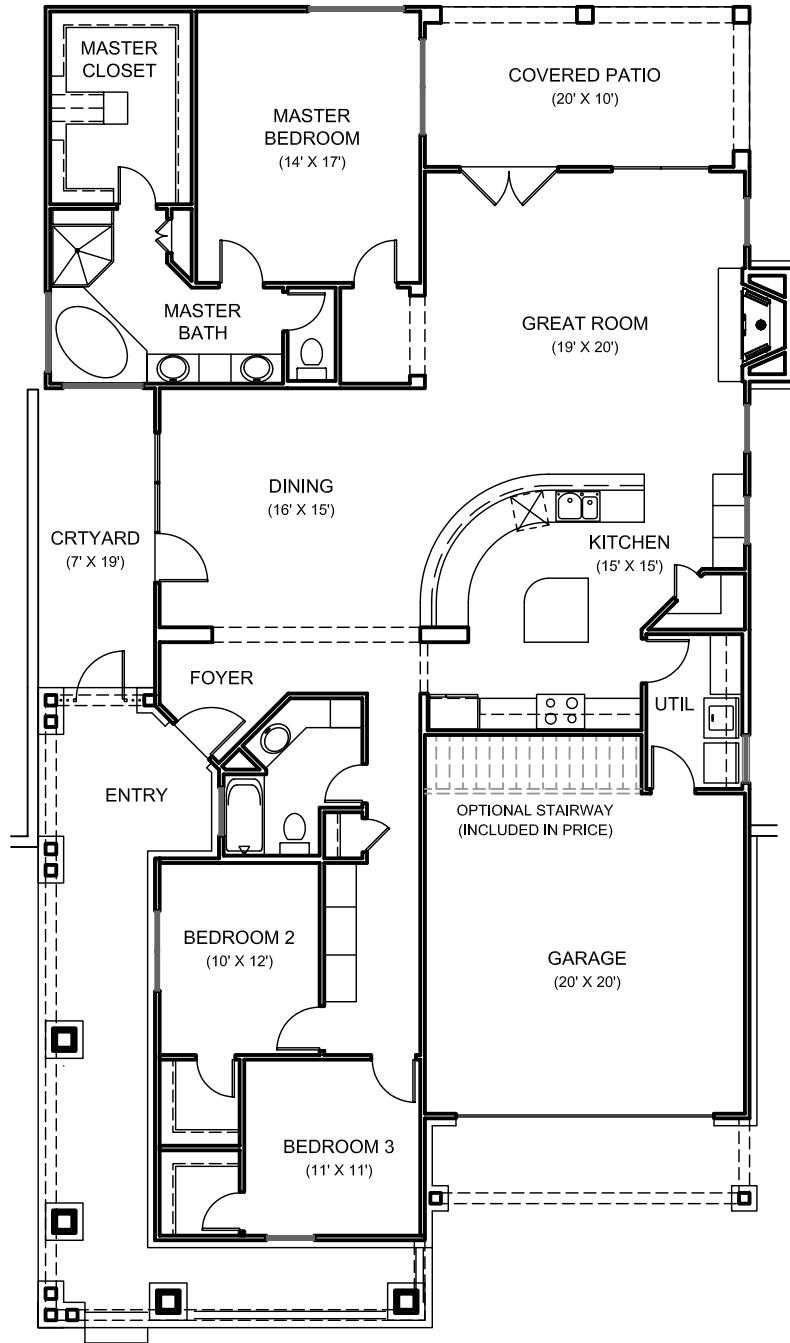 MASTER
CLOSET
COVERED PATIO
(20' X 10')
MASTER
BEDROOM
(14' X 17')
MASTER
BATH
GREAT ROOM
(19' X 20')
DINING
(16' X 15')
CRTYARD
(7' X 19')
KITCHEN
(15' X 15')
FOYER
UTIL
ENTRY
OPTIONAL STAIRWAY
(INCLUDED IN PRICE)
BEDROOM 2
(10' X 12')
GARAGE
(20' X 20')
BEDROOM 3
(11' X 11')